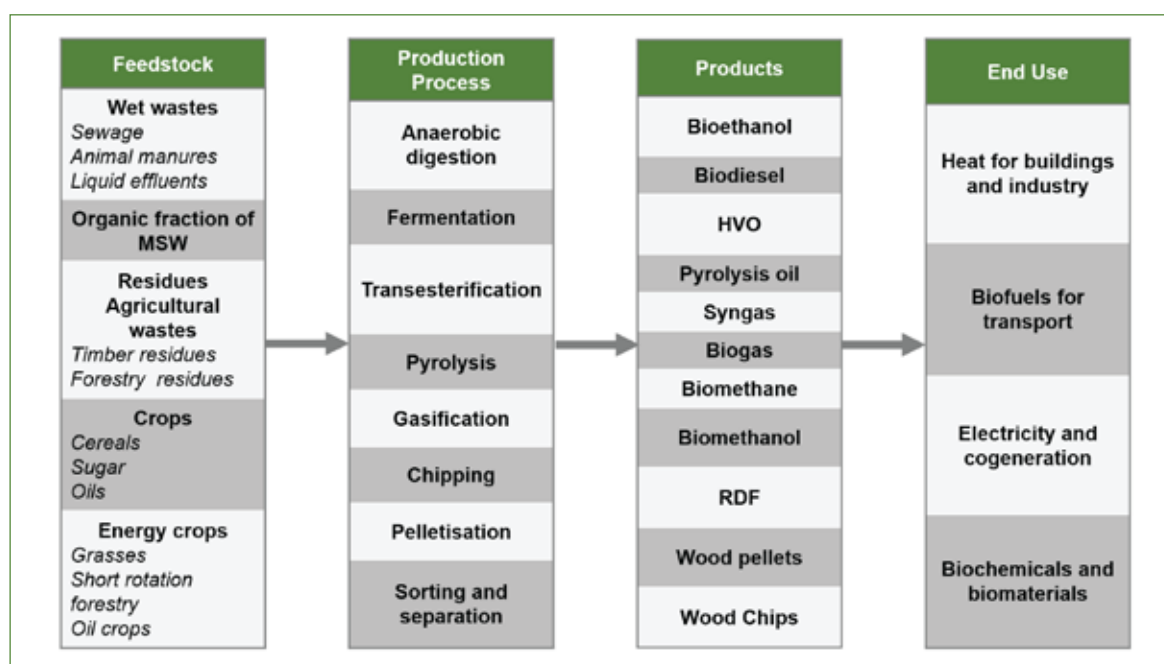 Feedstock
Wet wastes
Sewage
Animal manures
Liquid effluents
Organic fraction of
MSW
Residues
Agricultural
wastes
Timber residues
Forestry residues
Crops
Cereals
Sugar
Oils
Energy crops
Grasses
Short rotation
forestry
Oil crops
Production
Process
Anaerobic
digestion
Fermentation
Transesterification
Pyrolysis
Gasification
Chipping
Pelletisation
Sorting and
separation
Products
Bioethanol
Biodiesel
HVO
Pyrolysis oil
Syngas
Biogas
Biomethane
Biomethanol
RDF
Wood pellets
Wood Chips
End Use
Heat for buildings
and industry
Biofuels for
transport
Electricity and
cogeneration
Biochemicals and
biomaterials